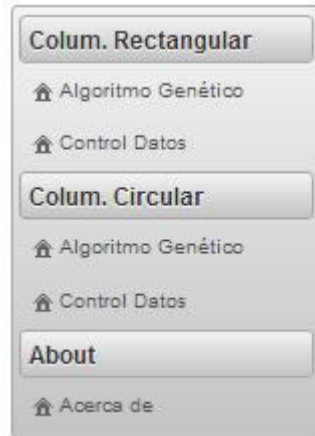 Colum. Rectangular
Algoritmo Genético
Control Datos
Colum. Circular
Algoritmo Genético
Control Datos
About
Acerca de